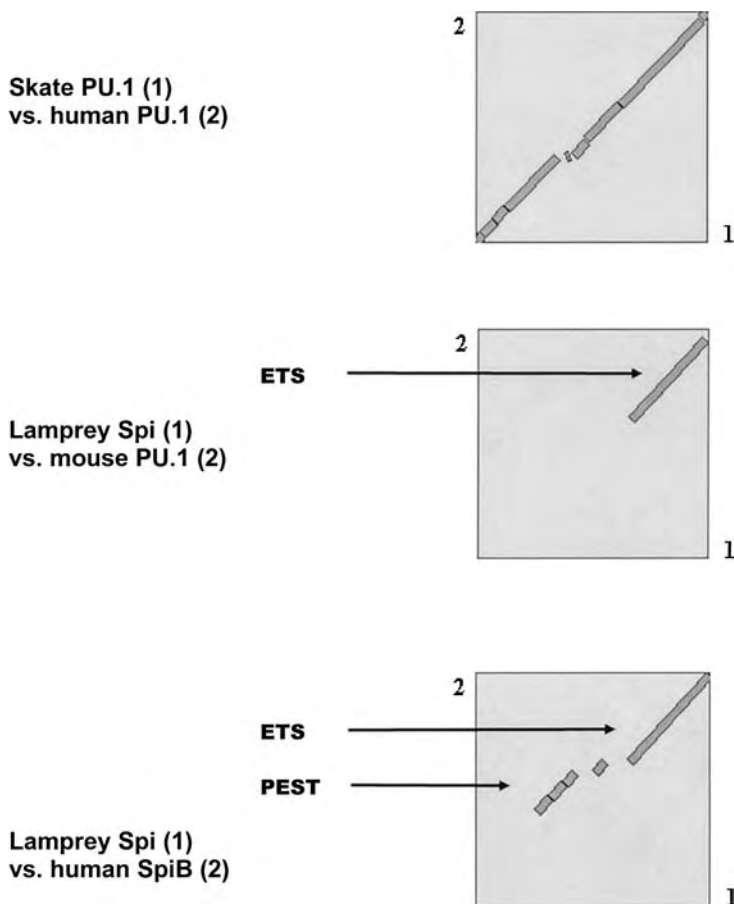 2
Skate PU.1 (1)
vs. human PU.1 (2)
1
2
ETS
Lamprey Spi (1)
vs. mouse PU.1 (2)
1
2
ETS
PEST
Lamprey Spi (1)
vs. human SpiB (2)
1